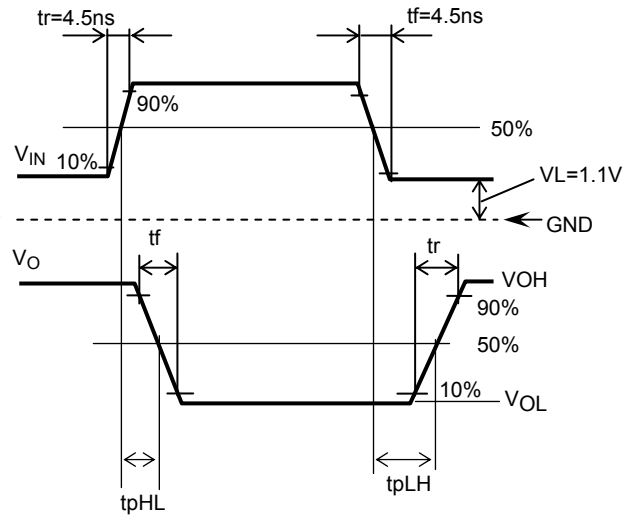 tr=4.5ns
tf=4.5ns
90%
50%
VIN
10%
VL=1.1V
GND
VO
tf
tr
VOH
90%
50%
10%
VOL
tpHL
tpLH